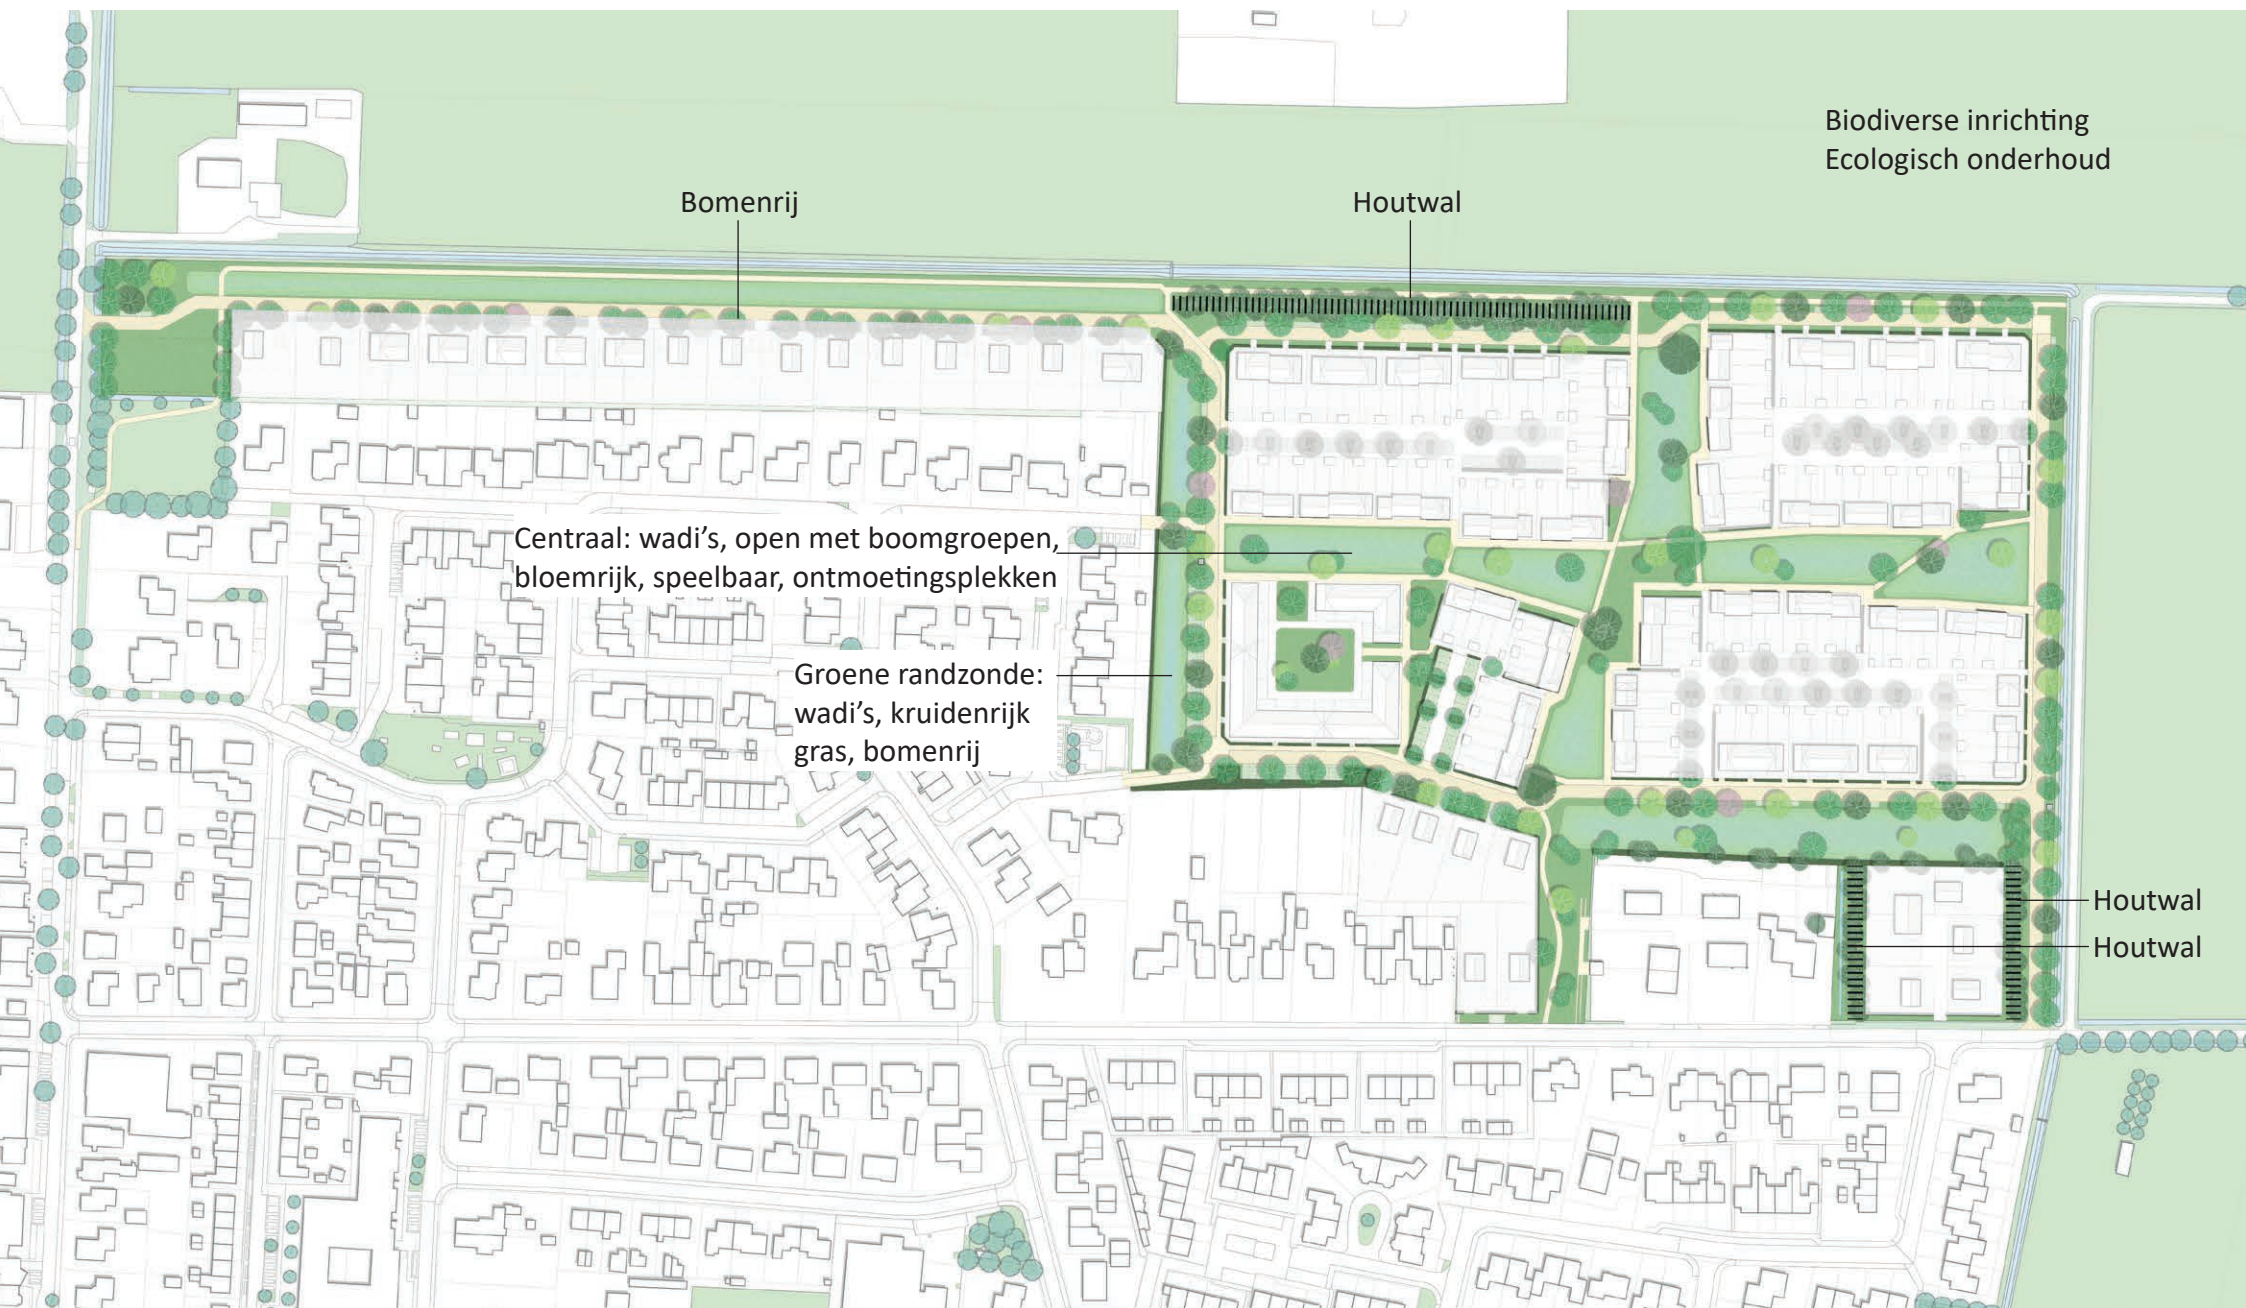 Biodiverse inrichting
Ecologisch onderhoud
Bomenrij
Houtwal
Centraal: wadi's, open met boomgroepen,
bloemrijk, speelbaar, ontmoetingsplekken
Groene randzonde:
wadi's, kruidenrijk
gras, bomenrij
Houtwal
Houtwal